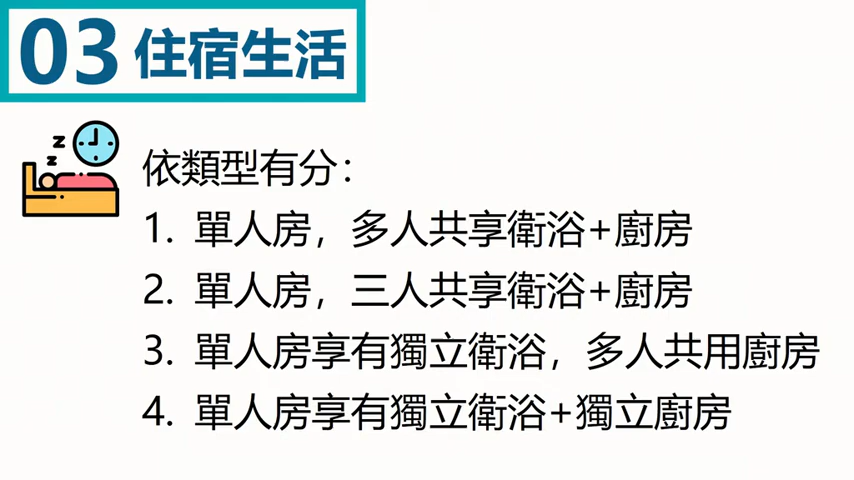 03 住宿生活
z
z
依類型有分：
1. 單人房，多人共享衛浴+廚房
2. 單人房，三人共享衛浴+廚房
3. 單人房享有獨立衛浴，多人共用廚房
4. 單人房享有獨立衛浴+獨立廚房